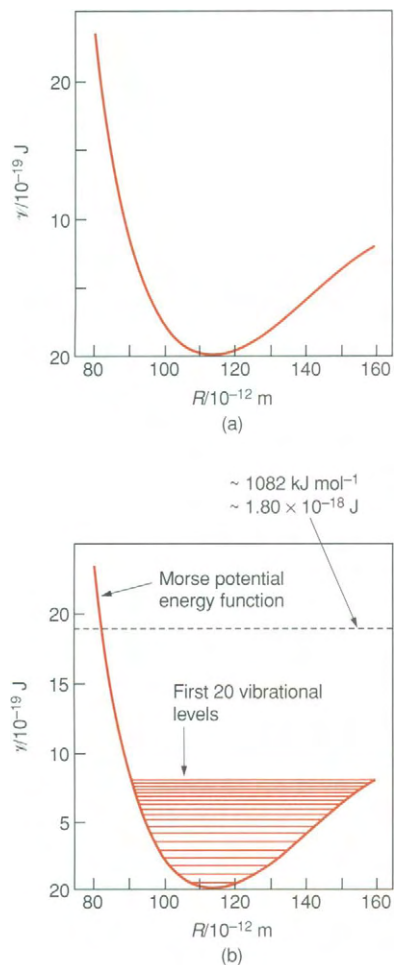 20
10
20
γ/10⁻¹⁹ J
80 100 120 140 160
R/10⁻¹² m
(a)
~ 1082 kJ mol⁻¹
~ 1.80 × 10⁻¹⁸ J
Morse potential
energy function
First 20 vibrational
levels
20
15
10
5
20
γ/10⁻¹⁹ J
80 100 120 140 160
R/10⁻¹² m
(b)